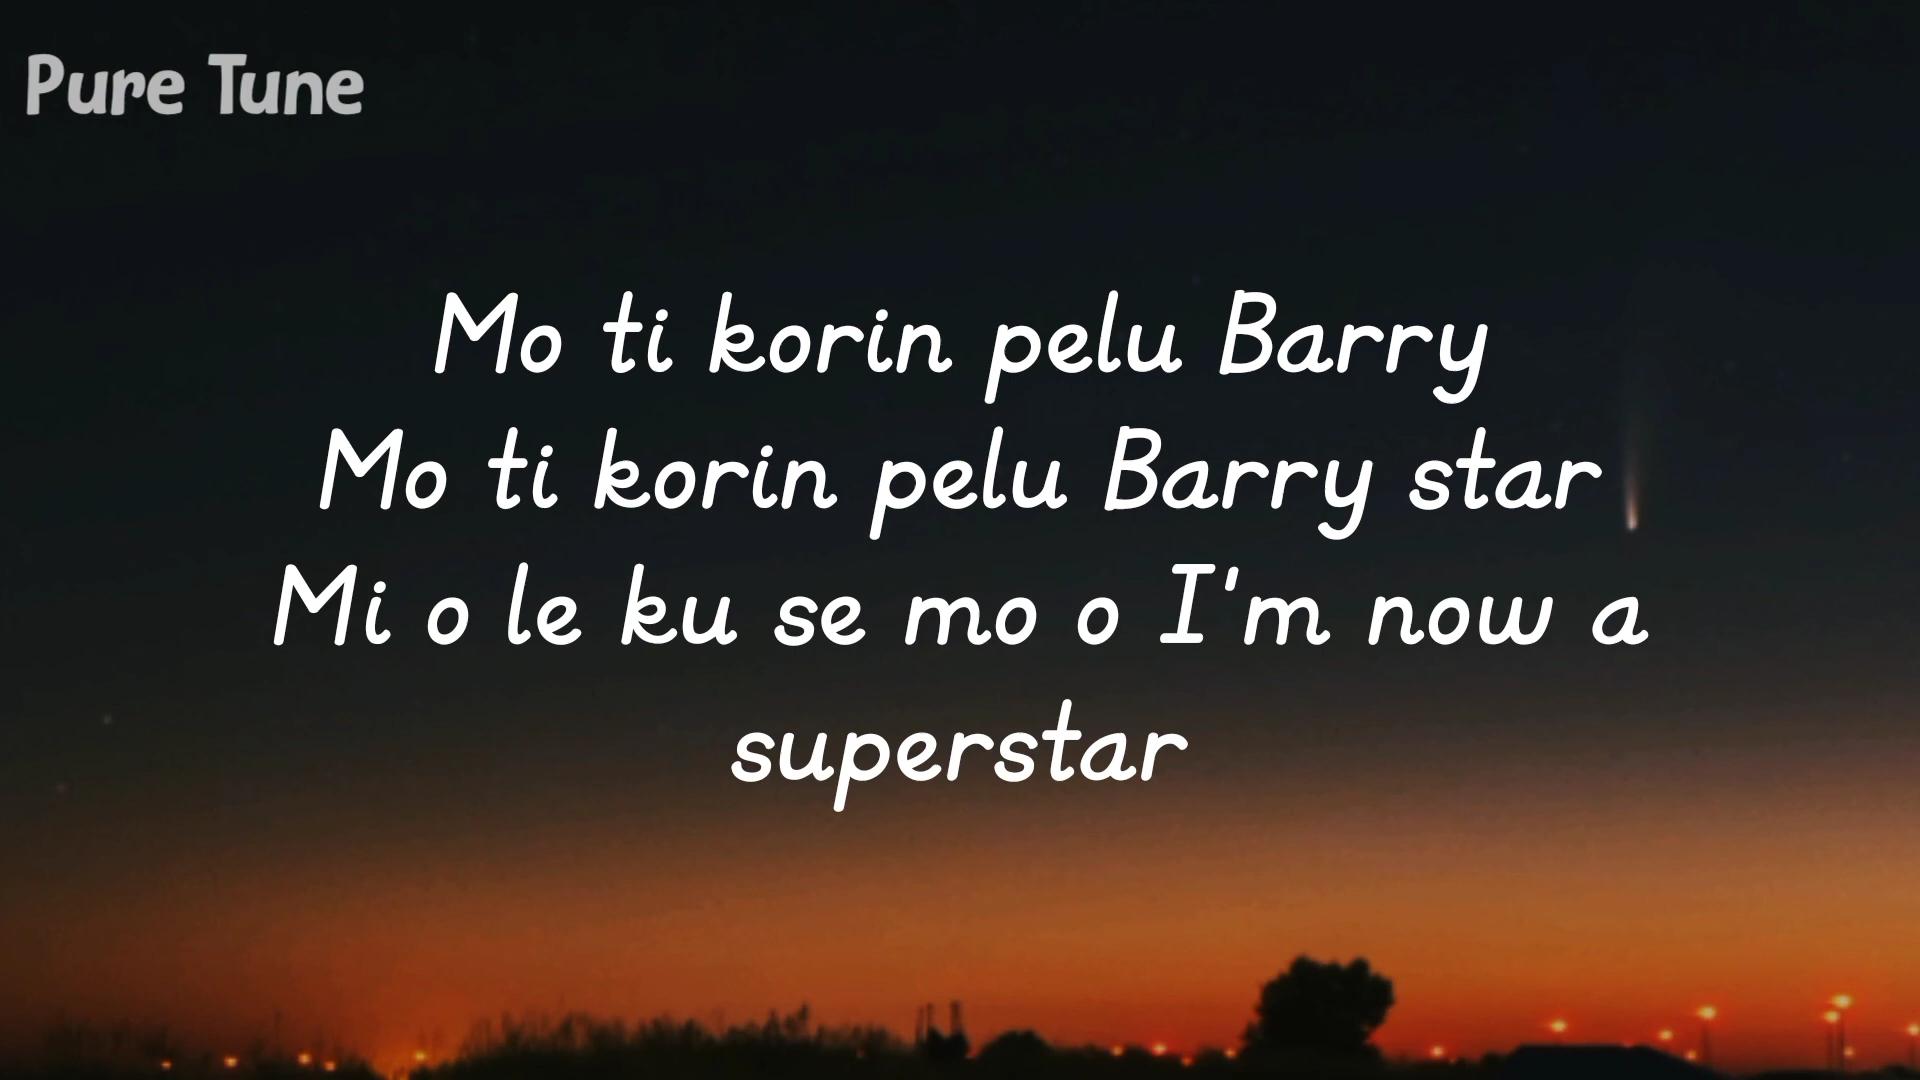 Pure Tune
Mo ti korin pelu Barry
Mo ti korin pelu Barry star
Mi o le ku se mo o I'm now a
superstar